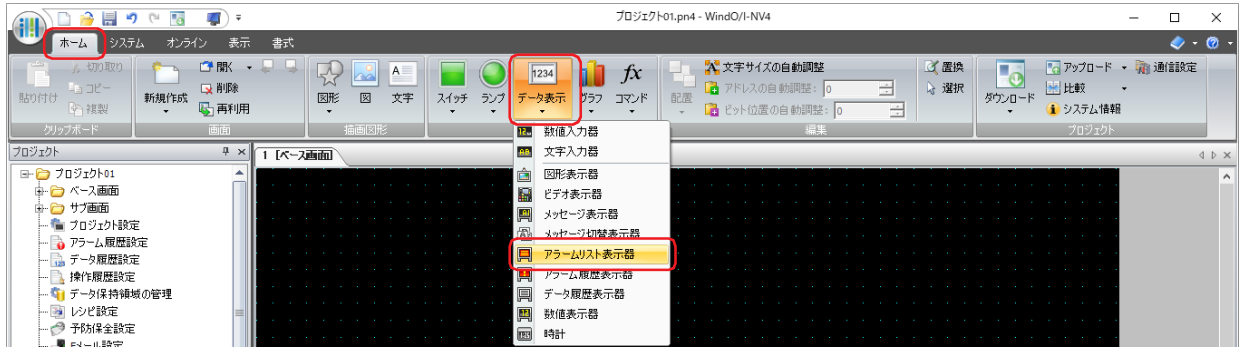 プロジェクト01.pn4 - WindO/I-NV4
ホーム システム オンライン 表示 書式
貼り付け
切り取り
コピー
複製
クリップボード
新規作成
開く
削除
再利用
画面
図形 図 文字
A
描画図形
スイッチ ランプ データ表示 グラフ コマンド
1234
fx
配置
文字サイズの自動調整
アドレスの自動調整: 0
ビット位置の自動調整: 0
置換
選択
編集
ダウンロード
アップロード
比較
システム情報
通信設定
プロジェクト
数値入力器
文字入力器
図形表示器
ビデオ表示器
メッセージ表示器
メッセージ切替表示器
アラームリスト表示器
アラーム履歴表示器
データ履歴表示器
数値表示器
時計
プロジェクト
プロジェクト01
ベース画面
サブ画面
プロジェクト設定
アラーム履歴設定
データ履歴設定
操作履歴設定
データ保持領域の管理
レシピ設定
予防保全設定
Eメール設定
1 [ベース画面]